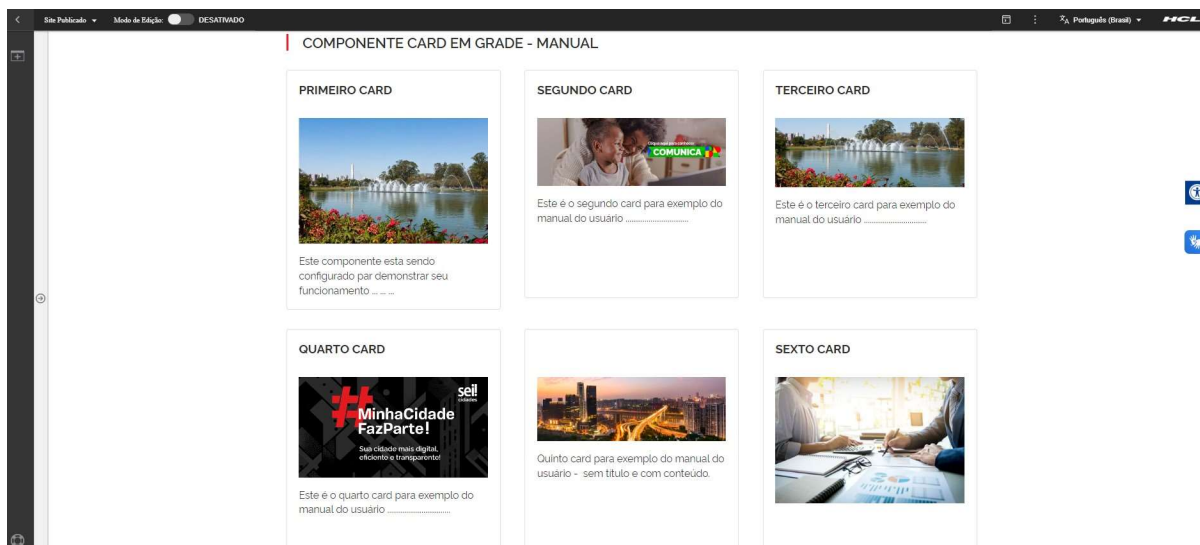 Site Publicado
Modo de Edição:
DESATIVADO
Português (Brasil)
HCL
COMPONENTE CARD EM GRADE - MANUAL
PRIMEIRO CARD
Este componente esta sendo
configurado par demonstrar seu
funcionamento ... ... ...
SEGUNDO CARD
COMUNICA
Este é o segundo card para exemplo do
manual do usuário ..............................
TERCEIRO CARD
Este é o terceiro card para exemplo do
manual do usuário ..............................
QUARTO CARD
sei!
cidades
#MinhaCidade
FazParte!
Sua cidade mais digital,
eficiente e transparente!
Este é o quarto card para exemplo do
manual do usuário ..............................
Quinto card para exemplo do manual do
usuário - sem título e com conteúdo.
SEXTO CARD